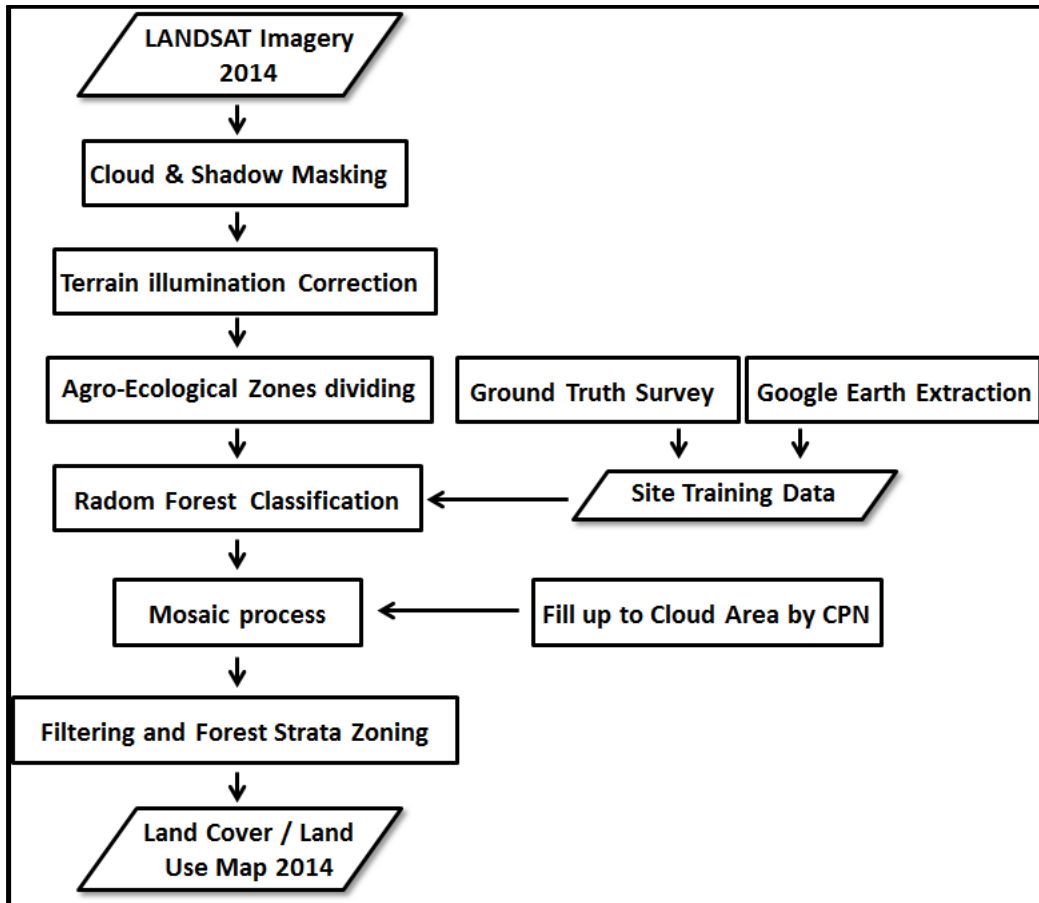 LANDSAT Imagery
2014
Cloud & Shadow Masking
Terrain illumination Correction
Agro-Ecological Zones dividing
Ground Truth Survey
Google Earth Extraction
Radom Forest Classification
Site Training Data
Mosaic process
Fill up to Cloud Area by CPN
Filtering and Forest Strata Zoning
Land Cover / Land
Use Map 2014